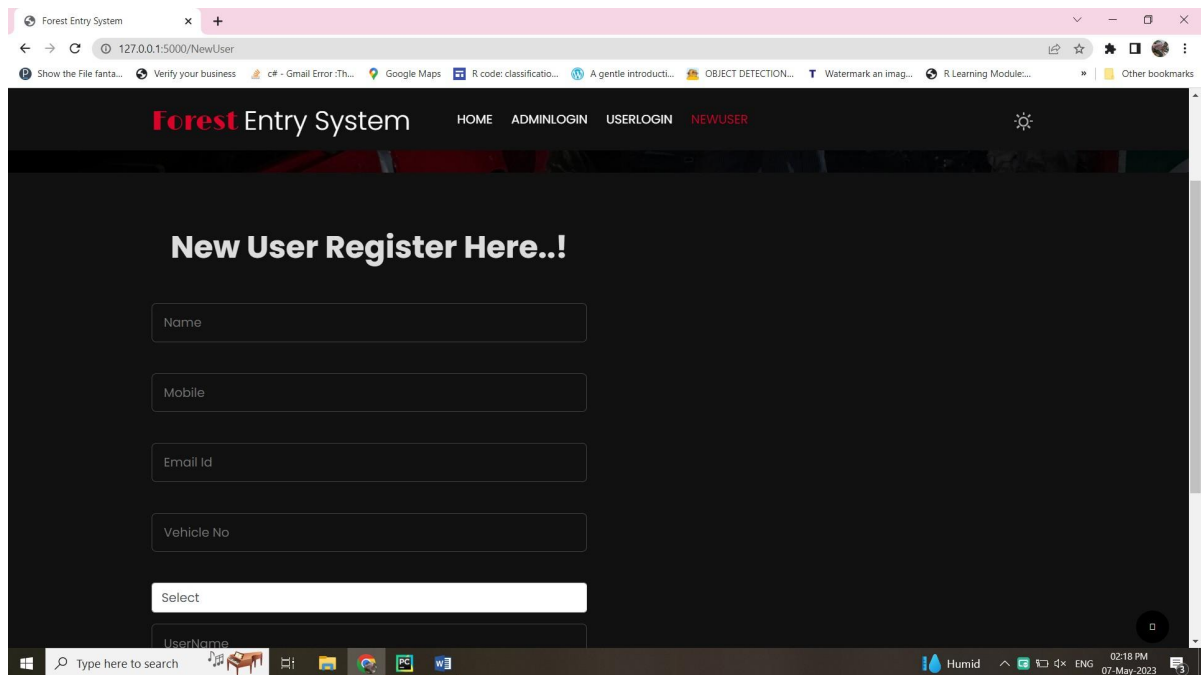 Forest Entry System
127.0.0.1:5000/NewUser
Show the File fanta... Verify your business c# - Gmail Error :Th... Google Maps R code: classificatio... A gentle introducti... OBJECT DETECTION... Watermark an imag... R Learning Module:... » Other bookmarks
Forest Entry System HOME ADMINLOGIN USERLOGIN NEWUSER
New User Register Here..!
Name
Mobile
Email Id
Vehicle No
Select
UserName
Type here to search Humid ENG 02:18 PM
07-May-2023 3